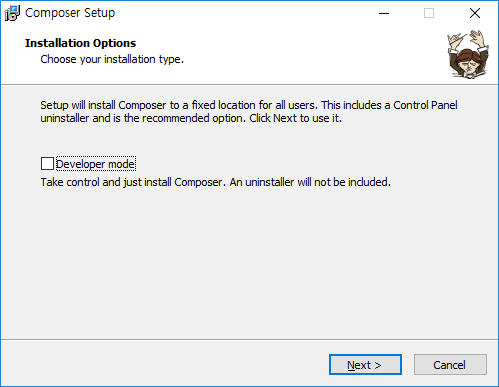 Composer Setup
Installation Options
Choose your installation type.
Setup will install Composer to a fixed location for all users. This includes a Control Panel
uninstaller and is the recommended option. Click Next to use it.
Developer mode
Take control and just install Composer. An uninstaller will not be included.
Next >
Cancel